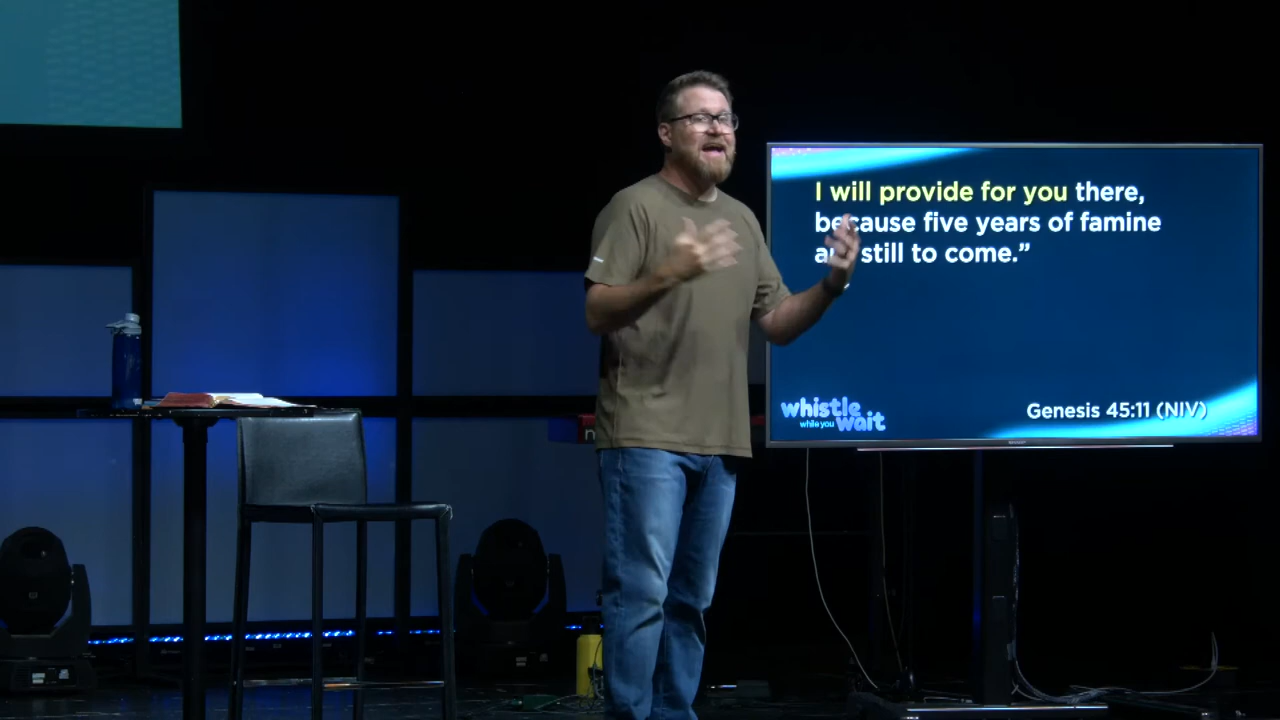 I will provide for you there,
because five years of famine
are still to come.”
whistle
while you wait
Genesis 45:11 (NIV)